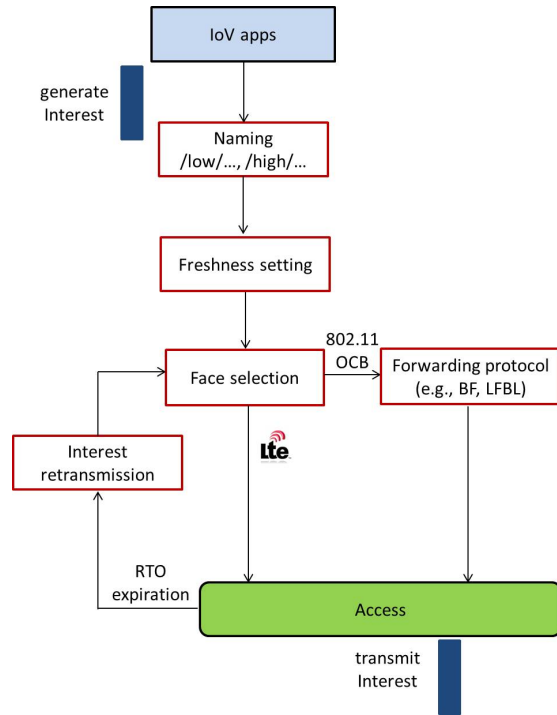 IoV apps
generate
Interest
Naming
/low/…, /high/…
Freshness setting
802.11
OCB
Face selection
Forwarding protocol
(e.g., BF, LFBL)
Lte
Interest
retransmission
RTO
expiration
Access
transmit
Interest